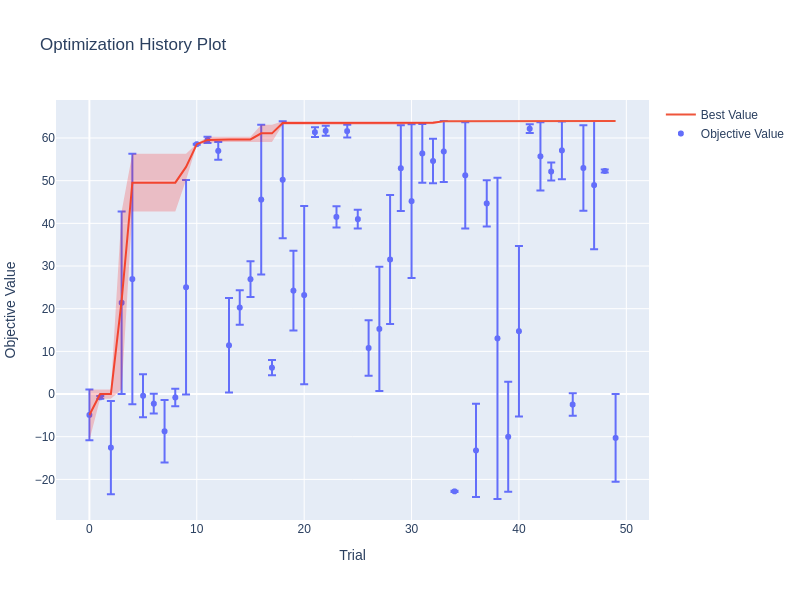 Optimization History Plot
Best Value
Objective Value
60
50
40
30
20
10
0
−10
−20
0 10 20 30 40 50
Trial
Objective Value